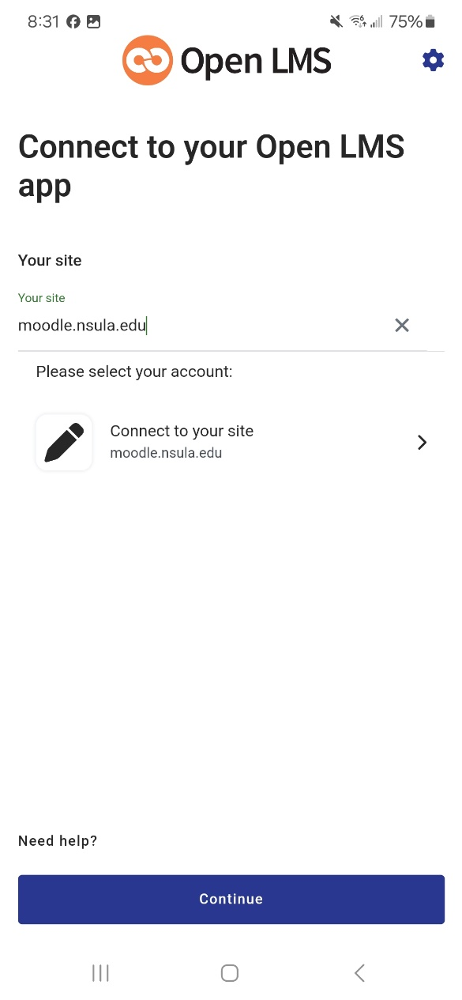 8:31 75%
Open LMS
Connect to your Open LMS
app
Your site
Your site
moodle.nsula.edu
Please select your account:
Connect to your site
moodle.nsula.edu
Need help?
Continue